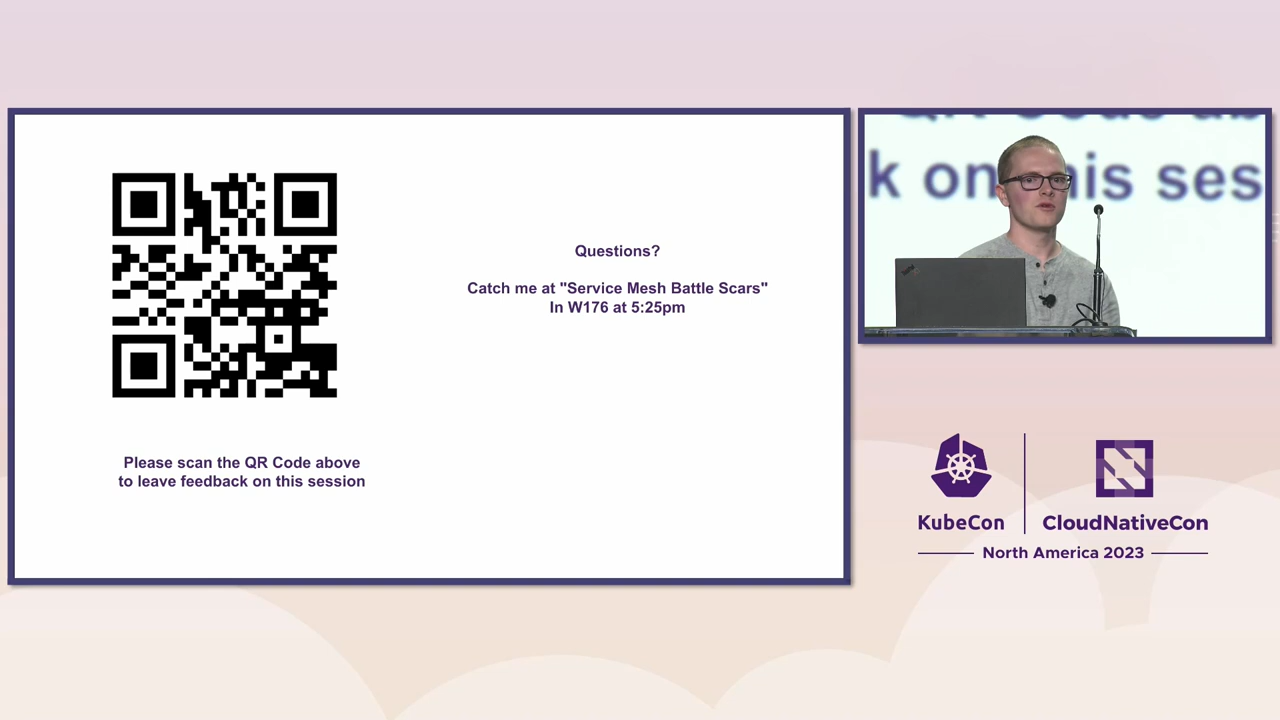 Questions?
Catch me at "Service Mesh Battle Scars"
In W176 at 5:25pm
Please scan the QR Code above
to leave feedback on this session
k on this ses
KubeCon
CloudNativeCon
North America 2023